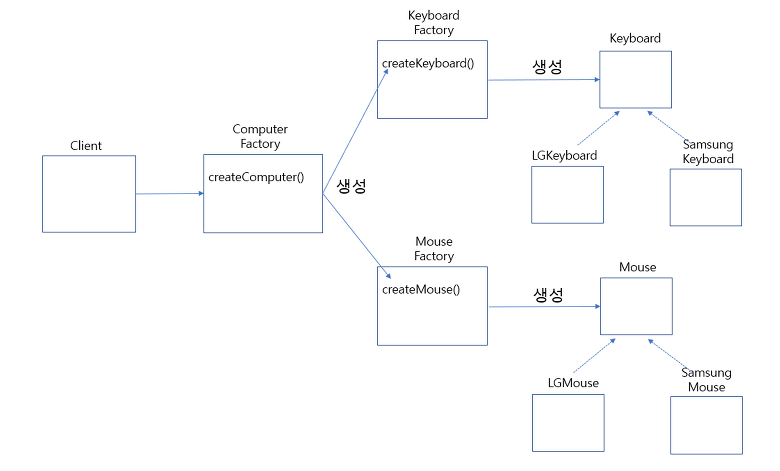 Keyboard
Factory
createKeyboard()
생성
Keyboard
LGKeyboard
Samsung
Keyboard
Client
Computer
Factory
createComputer()
생성
Mouse
Factory
createMouse()
생성
Mouse
LGMouse
Samsung
Mouse